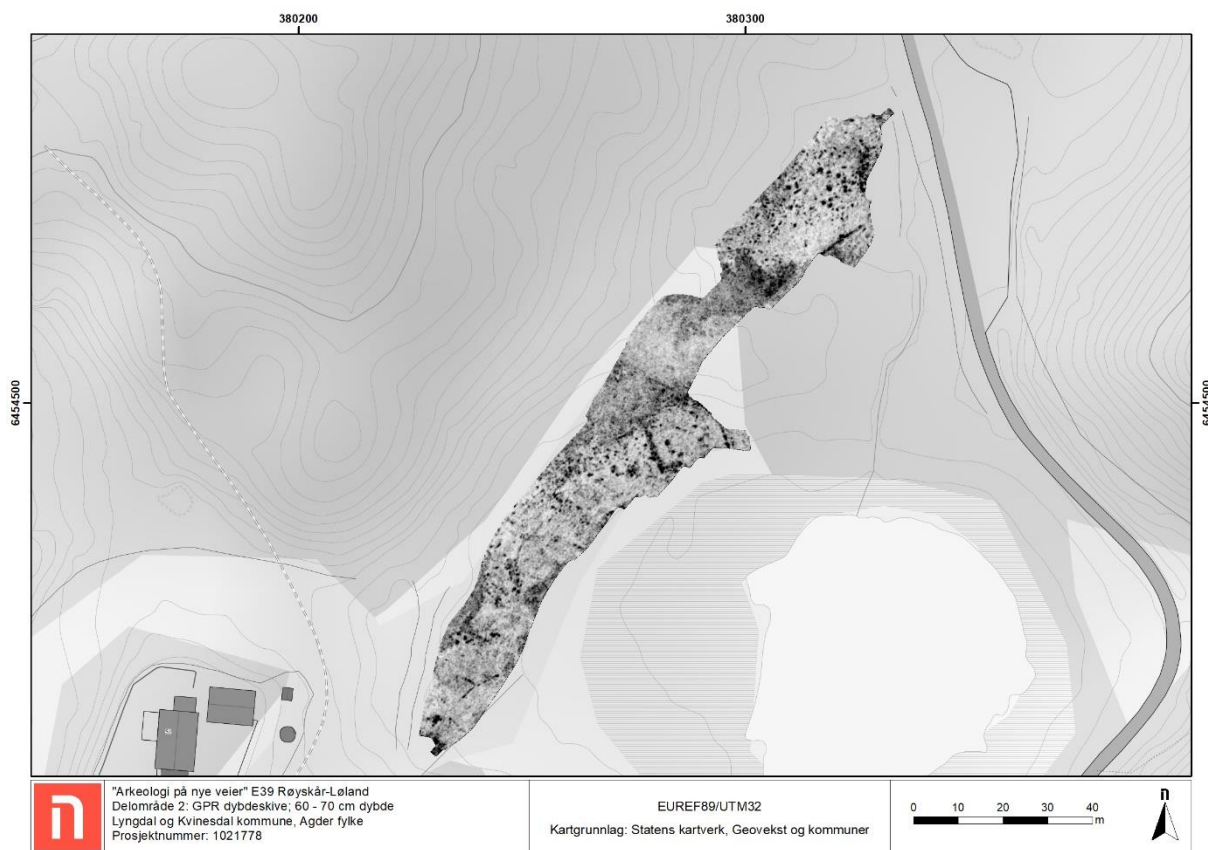 380200 380300
6454500 6454500
"Arkeologi på nye veier" E39 Røyskår-Løland
Delområde 2: GPR dybdeskive; 60 - 70 cm dybde
Lyngdal og Kvinesdal kommune, Agder fylke
Prosjektnummer: 1021778
EUREF89/UTM32
Kartgrunnlag: Statens kartverk, Geovekst og kommuner
0 10 20 30 40
m
n
n